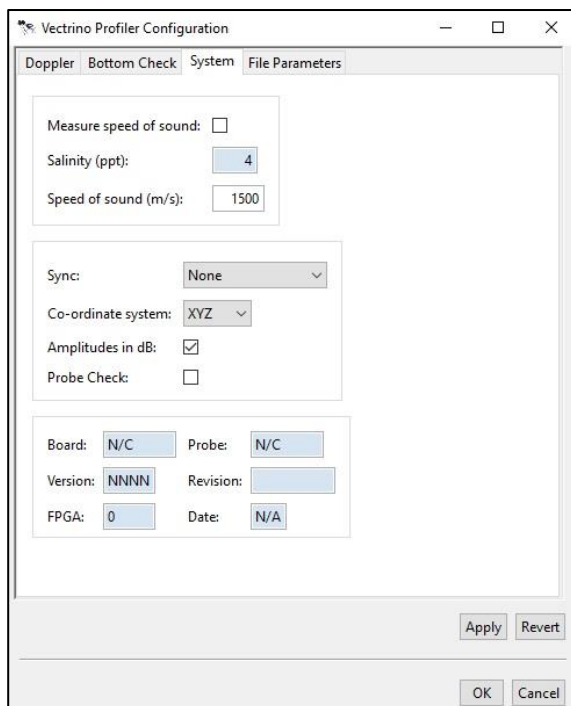 Vectrino Profiler Configuration
Doppler Bottom Check System File Parameters
Measure speed of sound:
Salinity (ppt): 4
Speed of sound (m/s): 1500
Sync: None
Co-ordinate system: XYZ
Amplitudes in dB:
Probe Check:
Board: N/C Probe: N/C
Version: NNNN Revision:
FPGA: 0 Date: N/A
Apply Revert
OK Cancel